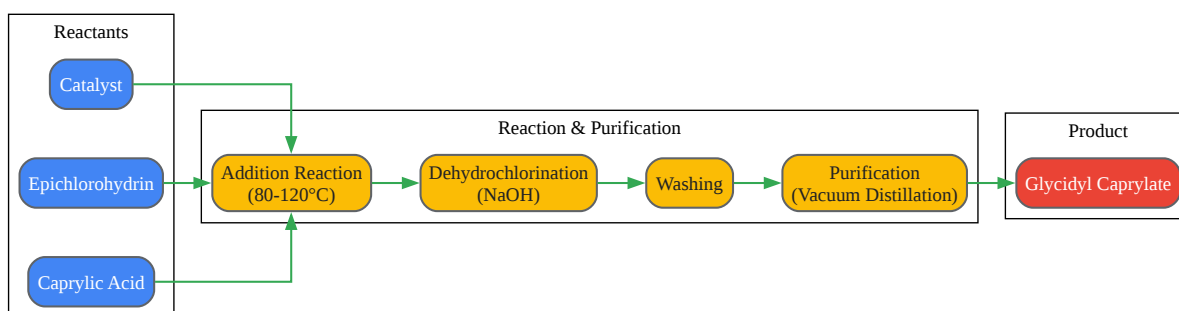 Reactants
Catalyst
Epichlorohydrin
Caprylic Acid
Reaction & Purification
Addition Reaction
(80-120°C)
Dehydrochlorination
(NaOH)
Washing
Purification
(Vacuum Distillation)
Product
Glycidyl Caprylate